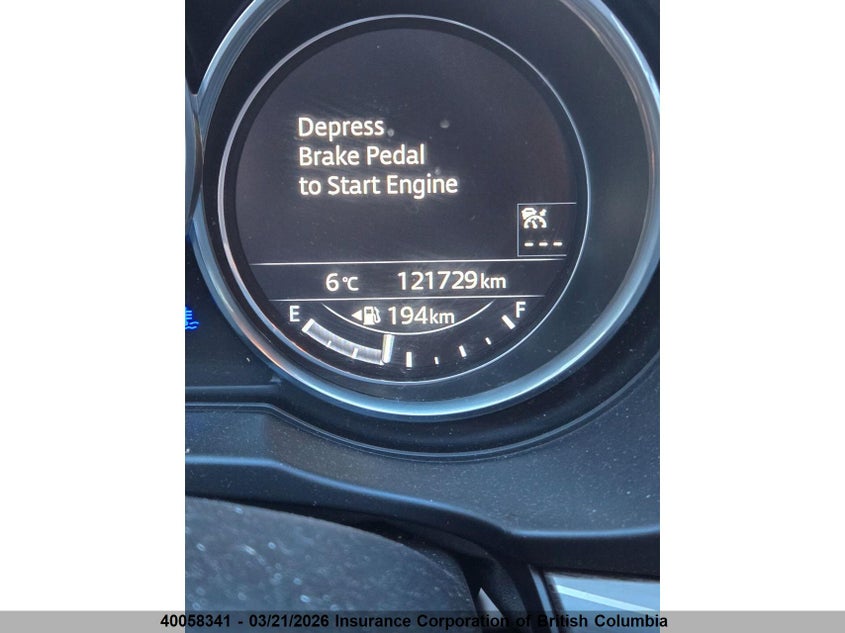 Depress
Brake Pedal
to Start Engine
---
6°C 121729km
E F
194km
40058341 - 03/21/2026 Insurance Corporation of British Columbia